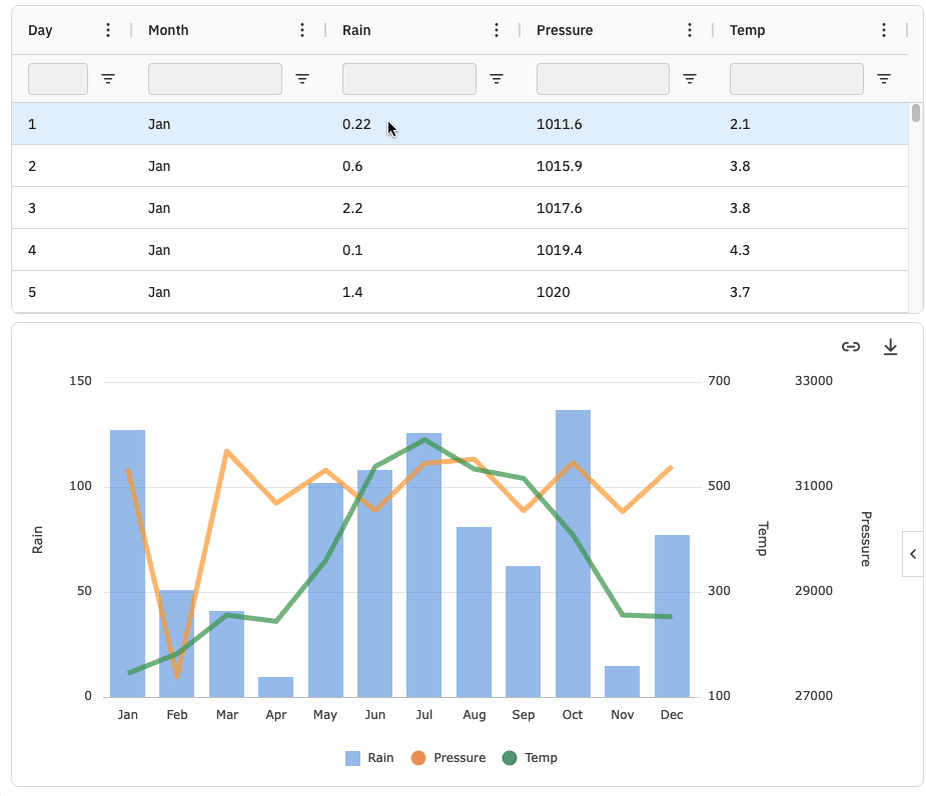 Day Month Rain Pressure Temp
1 Jan 0.22 1011.6 2.1
2 Jan 0.6 1015.9 3.8
3 Jan 2.2 1017.6 3.8
4 Jan 0.1 1019.4 4.3
5 Jan 1.4 1020 3.7
150 700 33000
100 500 31000
Rain Temp Pressure
50 300 29000
0 100 27000
Jan Feb Mar Apr May Jun Jul Aug Sep Oct Nov Dec
Rain Pressure Temp